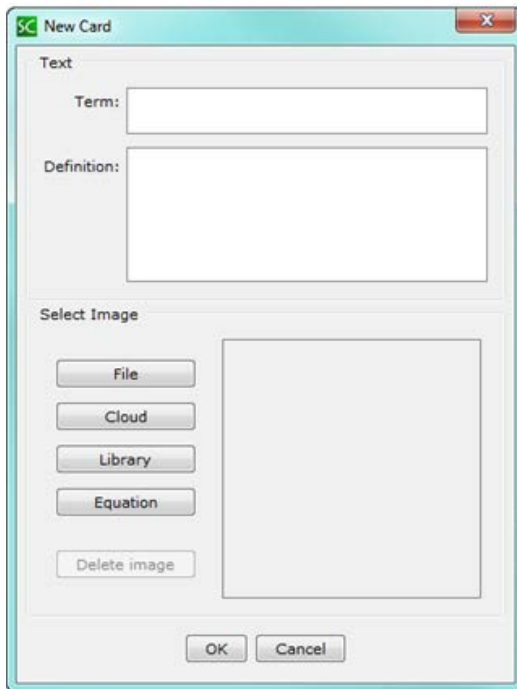 SC New Card
Text
Term:
Definition:
Select Image
File
Cloud
Library
Equation
Delete image
OK Cancel